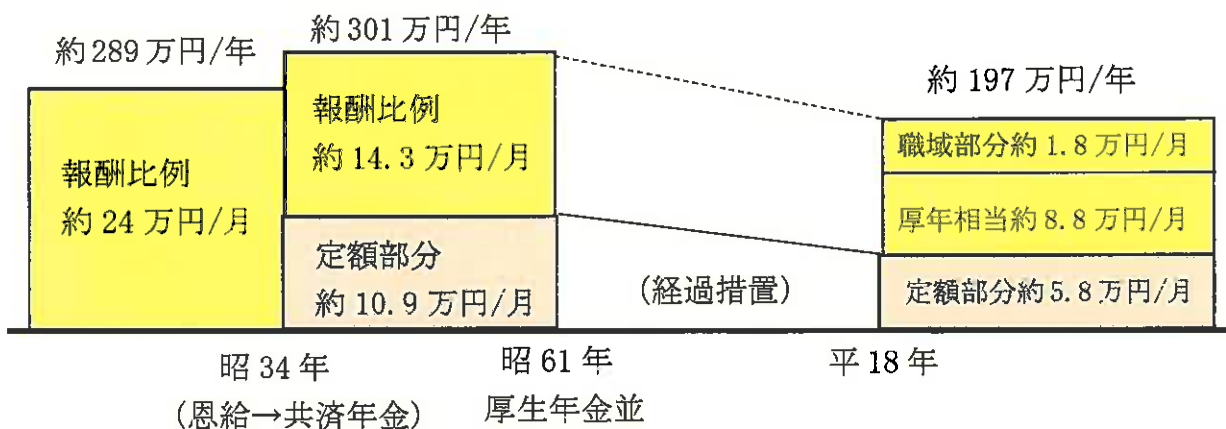 約289万円/年
報酬比例
約24万円/月
約301万円/年
報酬比例
約14.3万円/月
定額部分
約10.9万円/月
(経過措置)
約197万円/年
職域部分約1.8万円/月
厚年相当約8.8万円/月
定額部分約5.8万円/月
昭34年
(恩給→共済年金)
昭61年
厚生年金並
平18年